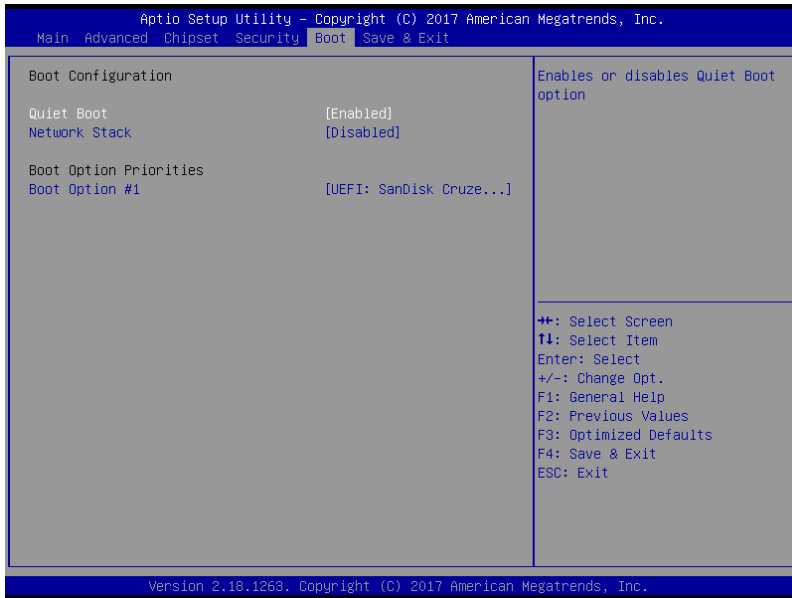 Aptio Setup Utility – Copyright (C) 2017 American Megatrends, Inc.
Main Advanced Chipset Security Boot Save & Exit
Boot Configuration
Quiet Boot [Enabled]
Network Stack [Disabled]
Boot Option Priorities
Boot Option #1 [UEFI: SanDisk Cruze...]
Enables or disables Quiet Boot
option
→←: Select Screen
↑↓: Select Item
Enter: Select
+/-: Change Opt.
F1: General Help
F2: Previous Values
F3: Optimized Defaults
F4: Save & Exit
ESC: Exit
Version 2.18.1263. Copyright (C) 2017 American Megatrends, Inc.